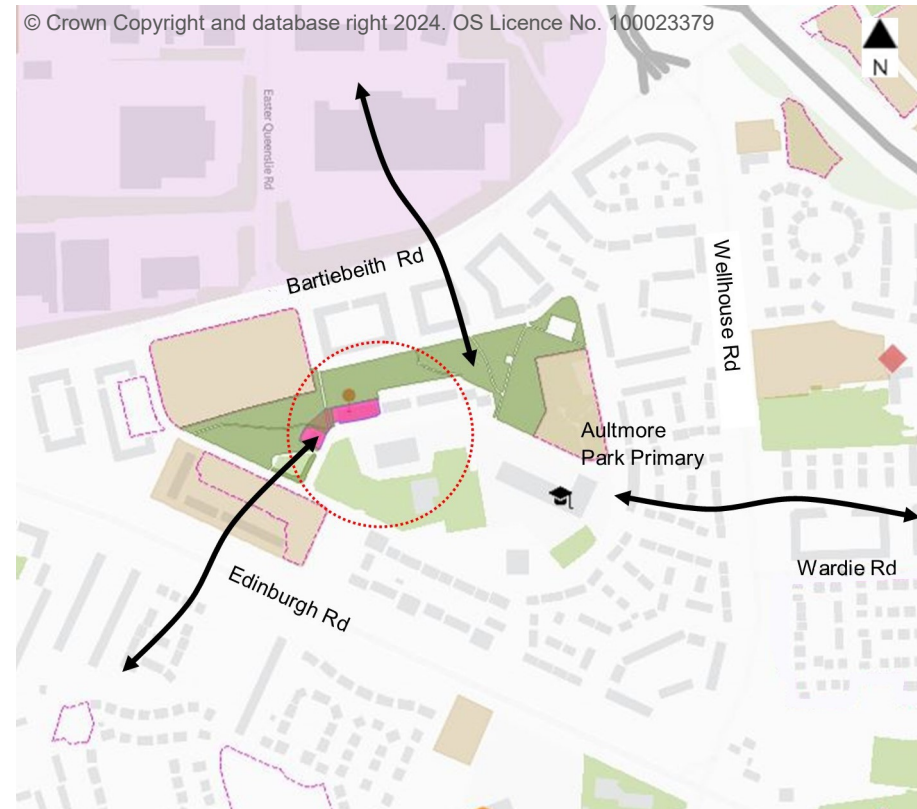 © Crown Copyright and database right 2024. OS Licence No. 100023379
N
Easter Queenslie Rd
Bartiebeith Rd
Wellhouse Rd
Aultmore
Park Primary
Wardie Rd
Edinburgh Rd